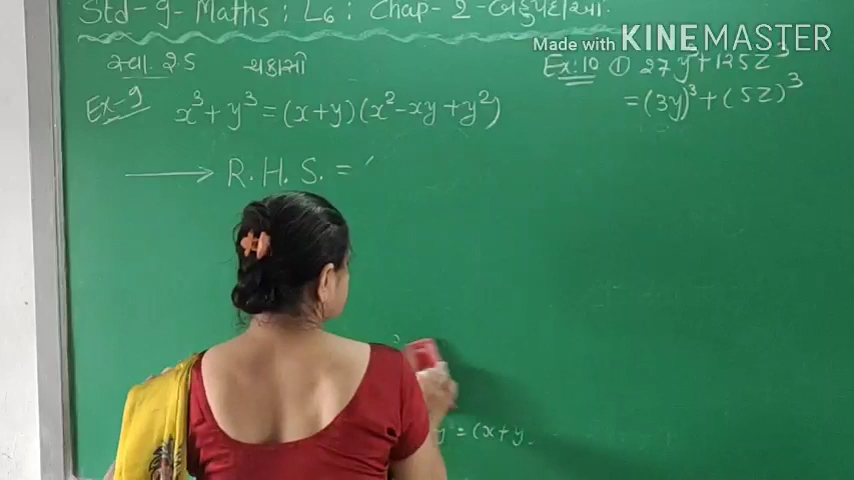 Std - 9 - Maths : L6 : Chap - 2 - બહુપદીઓ.
Made with KINEMASTER
સ્વા. 2.5 ચકાસો
Ex-9 x³ + y³ = (x+y) (x² - xy + y²)
R. H. S. =
Ex: 10 ① 27y³ + 125z³
= (3y)³ + (5z)³
y = (x+y